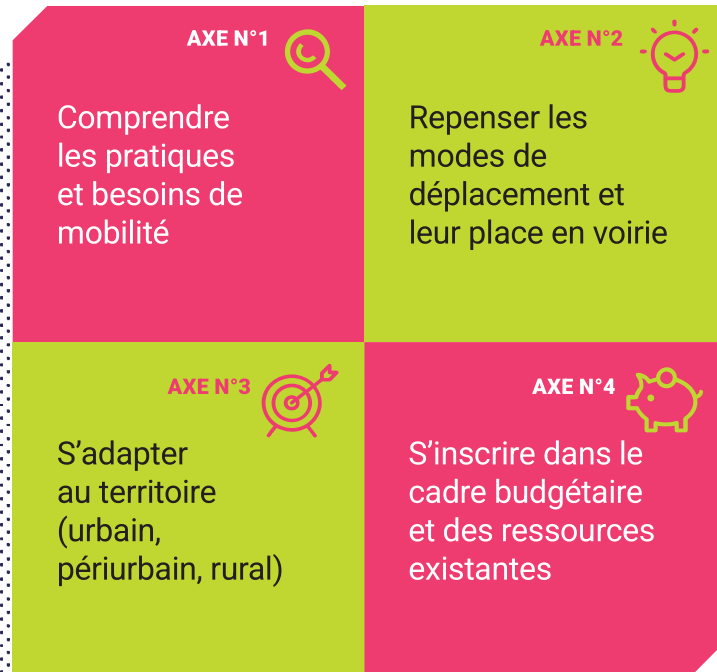 AXE N°1
Comprendre
les pratiques
et besoins de
mobilité
AXE N°2
Repenser les
modes de
déplacement et
leur place en voirie
AXE N°3
S’adapter
au territoire
(urbain,
périurbain, rural)
AXE N°4
S’inscrire dans le
cadre budgétaire
et des ressources
existantes